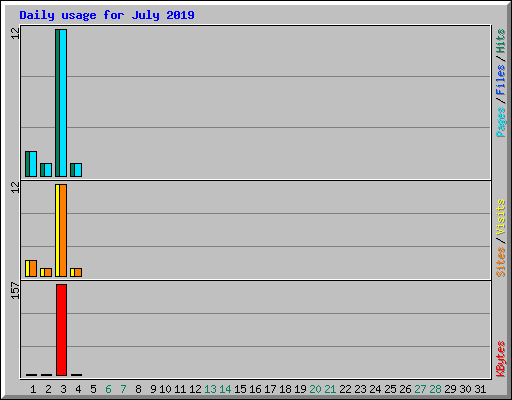 Daily usage for July 2019
12
Pages / Files / Hits
12
Sites / Visits
157
KBytes
1 2 3 4 5 6 7 8 9 10 11 12 13 14 15 16 17 18 19 20 21 22 23 24 25 26 27 28 29 30 31